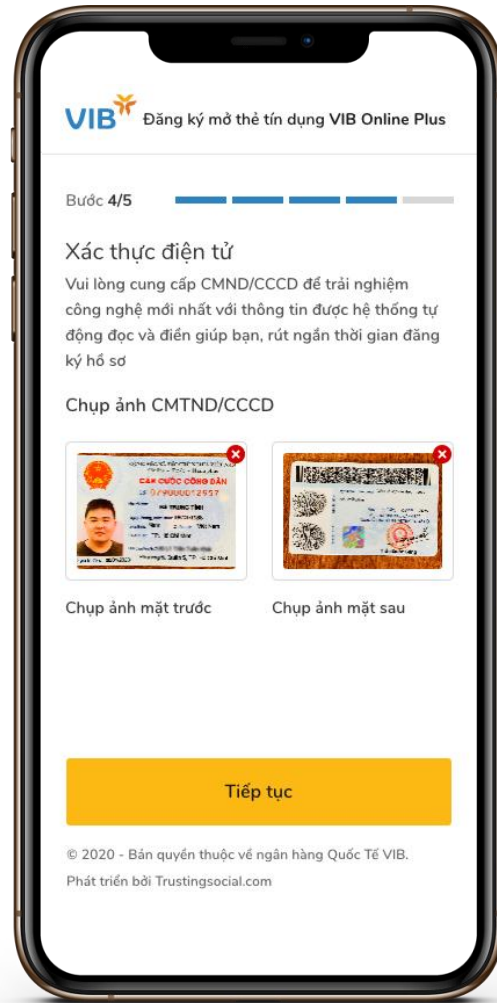 VIB
Đăng ký mở thẻ tín dụng VIB Online Plus
Bước 4/5
Xác thực điện tử
Vui lòng cung cấp CMND/CCCD để trải nghiệm
công nghệ mới nhất với thông tin được hệ thống tự
động đọc và điền giúp bạn, rút ngắn thời gian đăng
ký hồ sơ
Chụp ảnh CMTND/CCCD
CĂN CƯỚC CÔNG DÂN
HÀ TRUNG TÍNH
Chụp ảnh mặt trước
Chụp ảnh mặt sau
Tiếp tục
© 2020 - Bản quyền thuộc về ngân hàng Quốc Tế VIB.
Phát triển bởi Trustingsocial.com